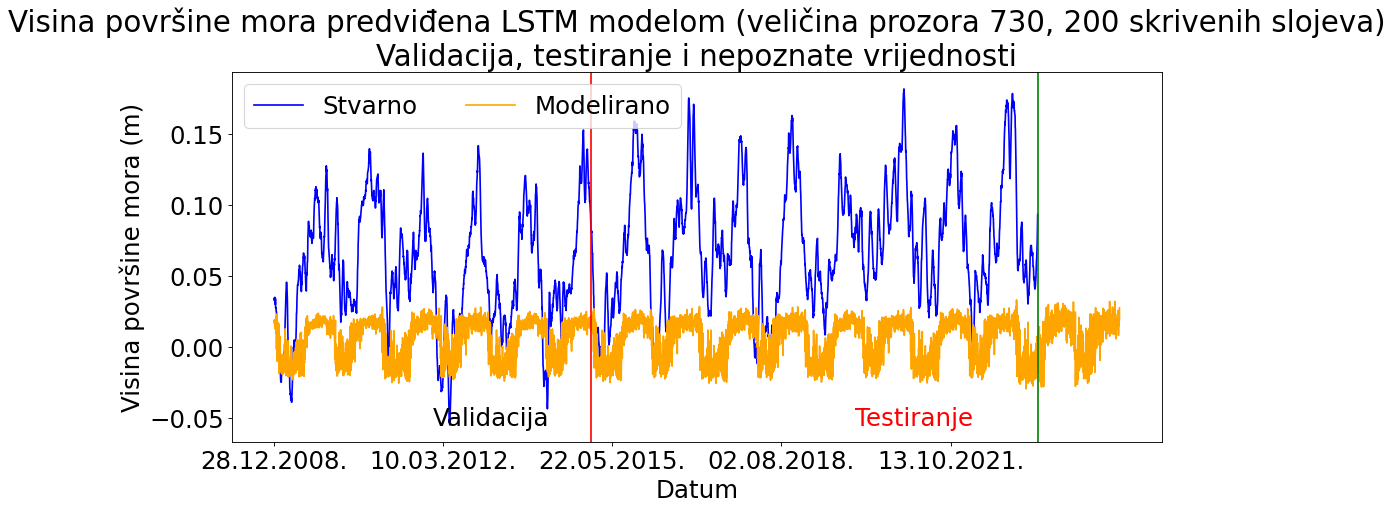 Visina površine mora predviđena LSTM modelom (veličina prozora 730, 200 skrivenih slojeva)
Validacija, testiranje i nepoznate vrijednosti
Stvarno
Modelirano
Visina površine mora (m)
0.15
0.10
0.05
0.00
−0.05
Validacija
Testiranje
28.12.2008.
10.03.2012.
22.05.2015.
02.08.2018.
13.10.2021.
Datum